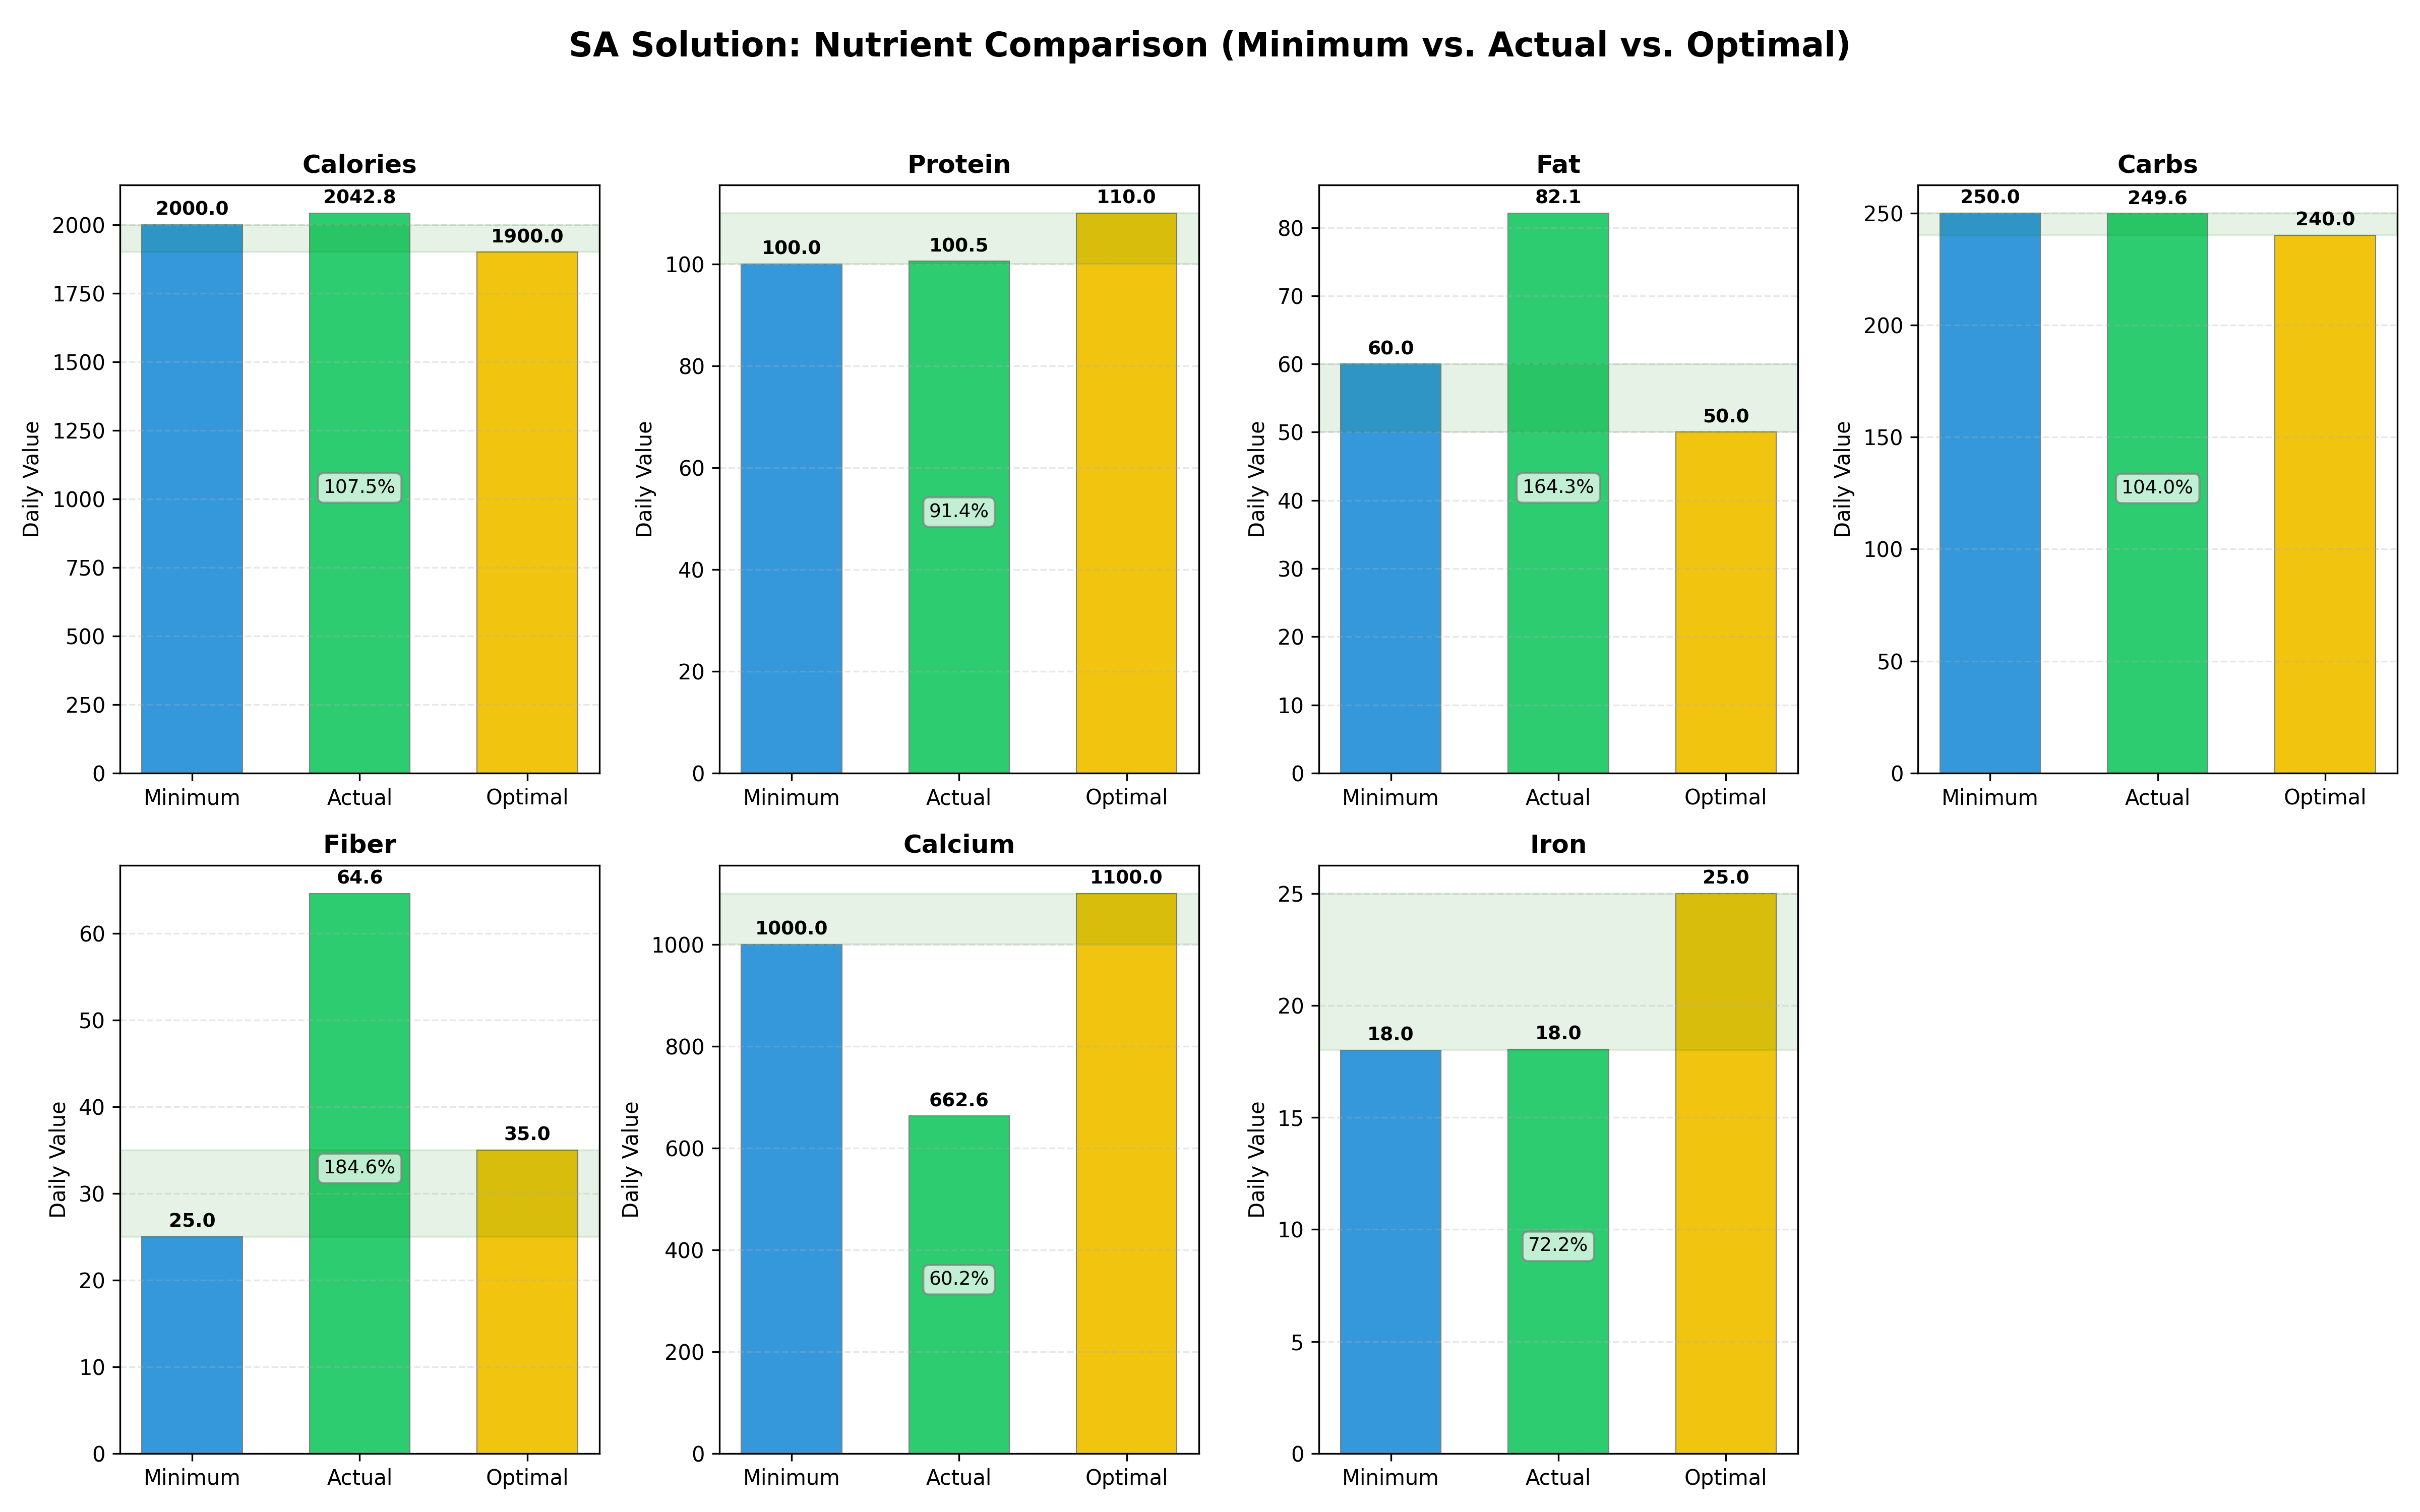 SA Solution: Nutrient Comparison (Minimum vs. Actual vs. Optimal)
Calories
Daily Value
2000
1750
1500
1250
1000
750
500
250
0
2000.0
2042.8
1900.0
107.5%
Minimum
Actual
Optimal
Protein
Daily Value
100
80
60
40
20
0
100.0
100.5
110.0
91.4%
Minimum
Actual
Optimal
Fat
Daily Value
80
70
60
50
40
30
20
10
0
60.0
82.1
50.0
164.3%
Minimum
Actual
Optimal
Carbs
Daily Value
250
200
150
100
50
0
250.0
249.6
240.0
104.0%
Minimum
Actual
Optimal
Fiber
Daily Value
60
50
40
30
20
10
0
25.0
64.6
35.0
184.6%
Minimum
Actual
Optimal
Calcium
Daily Value
1000
800
600
400
200
0
1000.0
662.6
1100.0
60.2%
Minimum
Actual
Optimal
Iron
Daily Value
25
20
15
10
5
0
18.0
18.0
25.0
72.2%
Minimum
Actual
Optimal